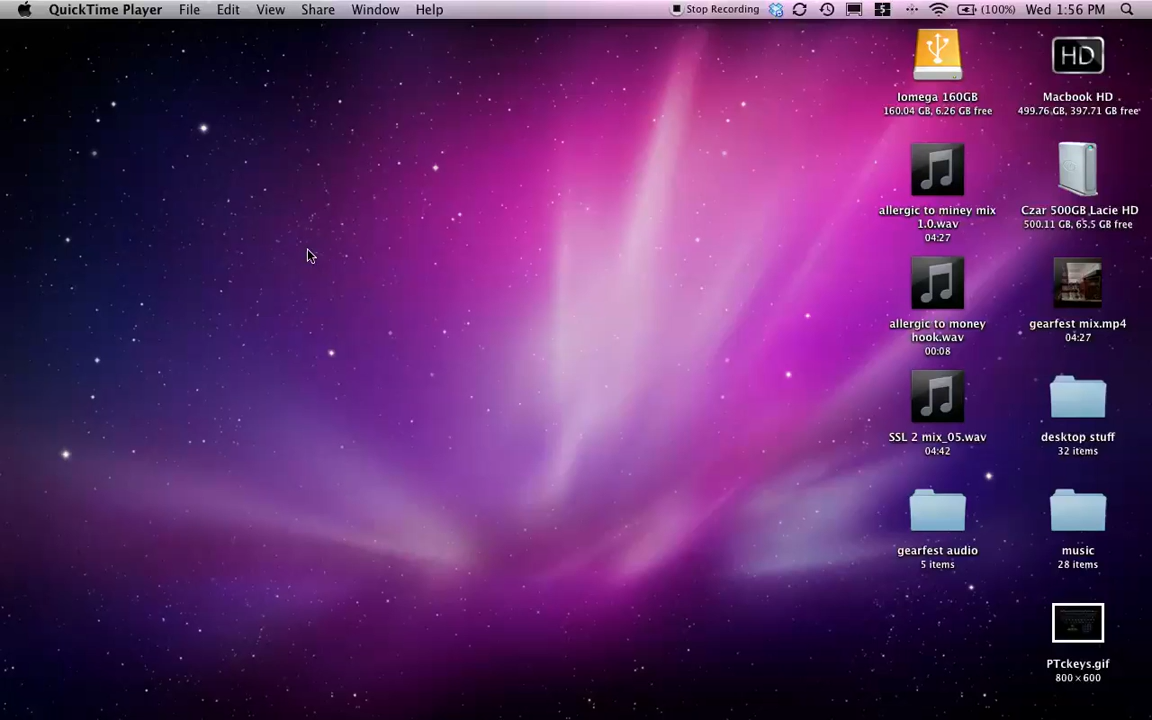 QuickTime Player File Edit View Share Window Help Stop Recording (100%) Wed 1:56 PM
HD
Iomega 160GB
160.04 GB, 6.26 GB free
Macbook HD
499.76 GB, 397.71 GB free
allergic to miney mix
1.0.wav
04:27
Czar 500GB Lacie HD
500.11 GB, 65.5 GB free
allergic to money
hook.wav
00:08
gearfest mix.mp4
04:27
SSL 2 mix_05.wav
04:42
desktop stuff
32 items
gearfest audio
5 items
music
28 items
PTckeys.gif
800×600